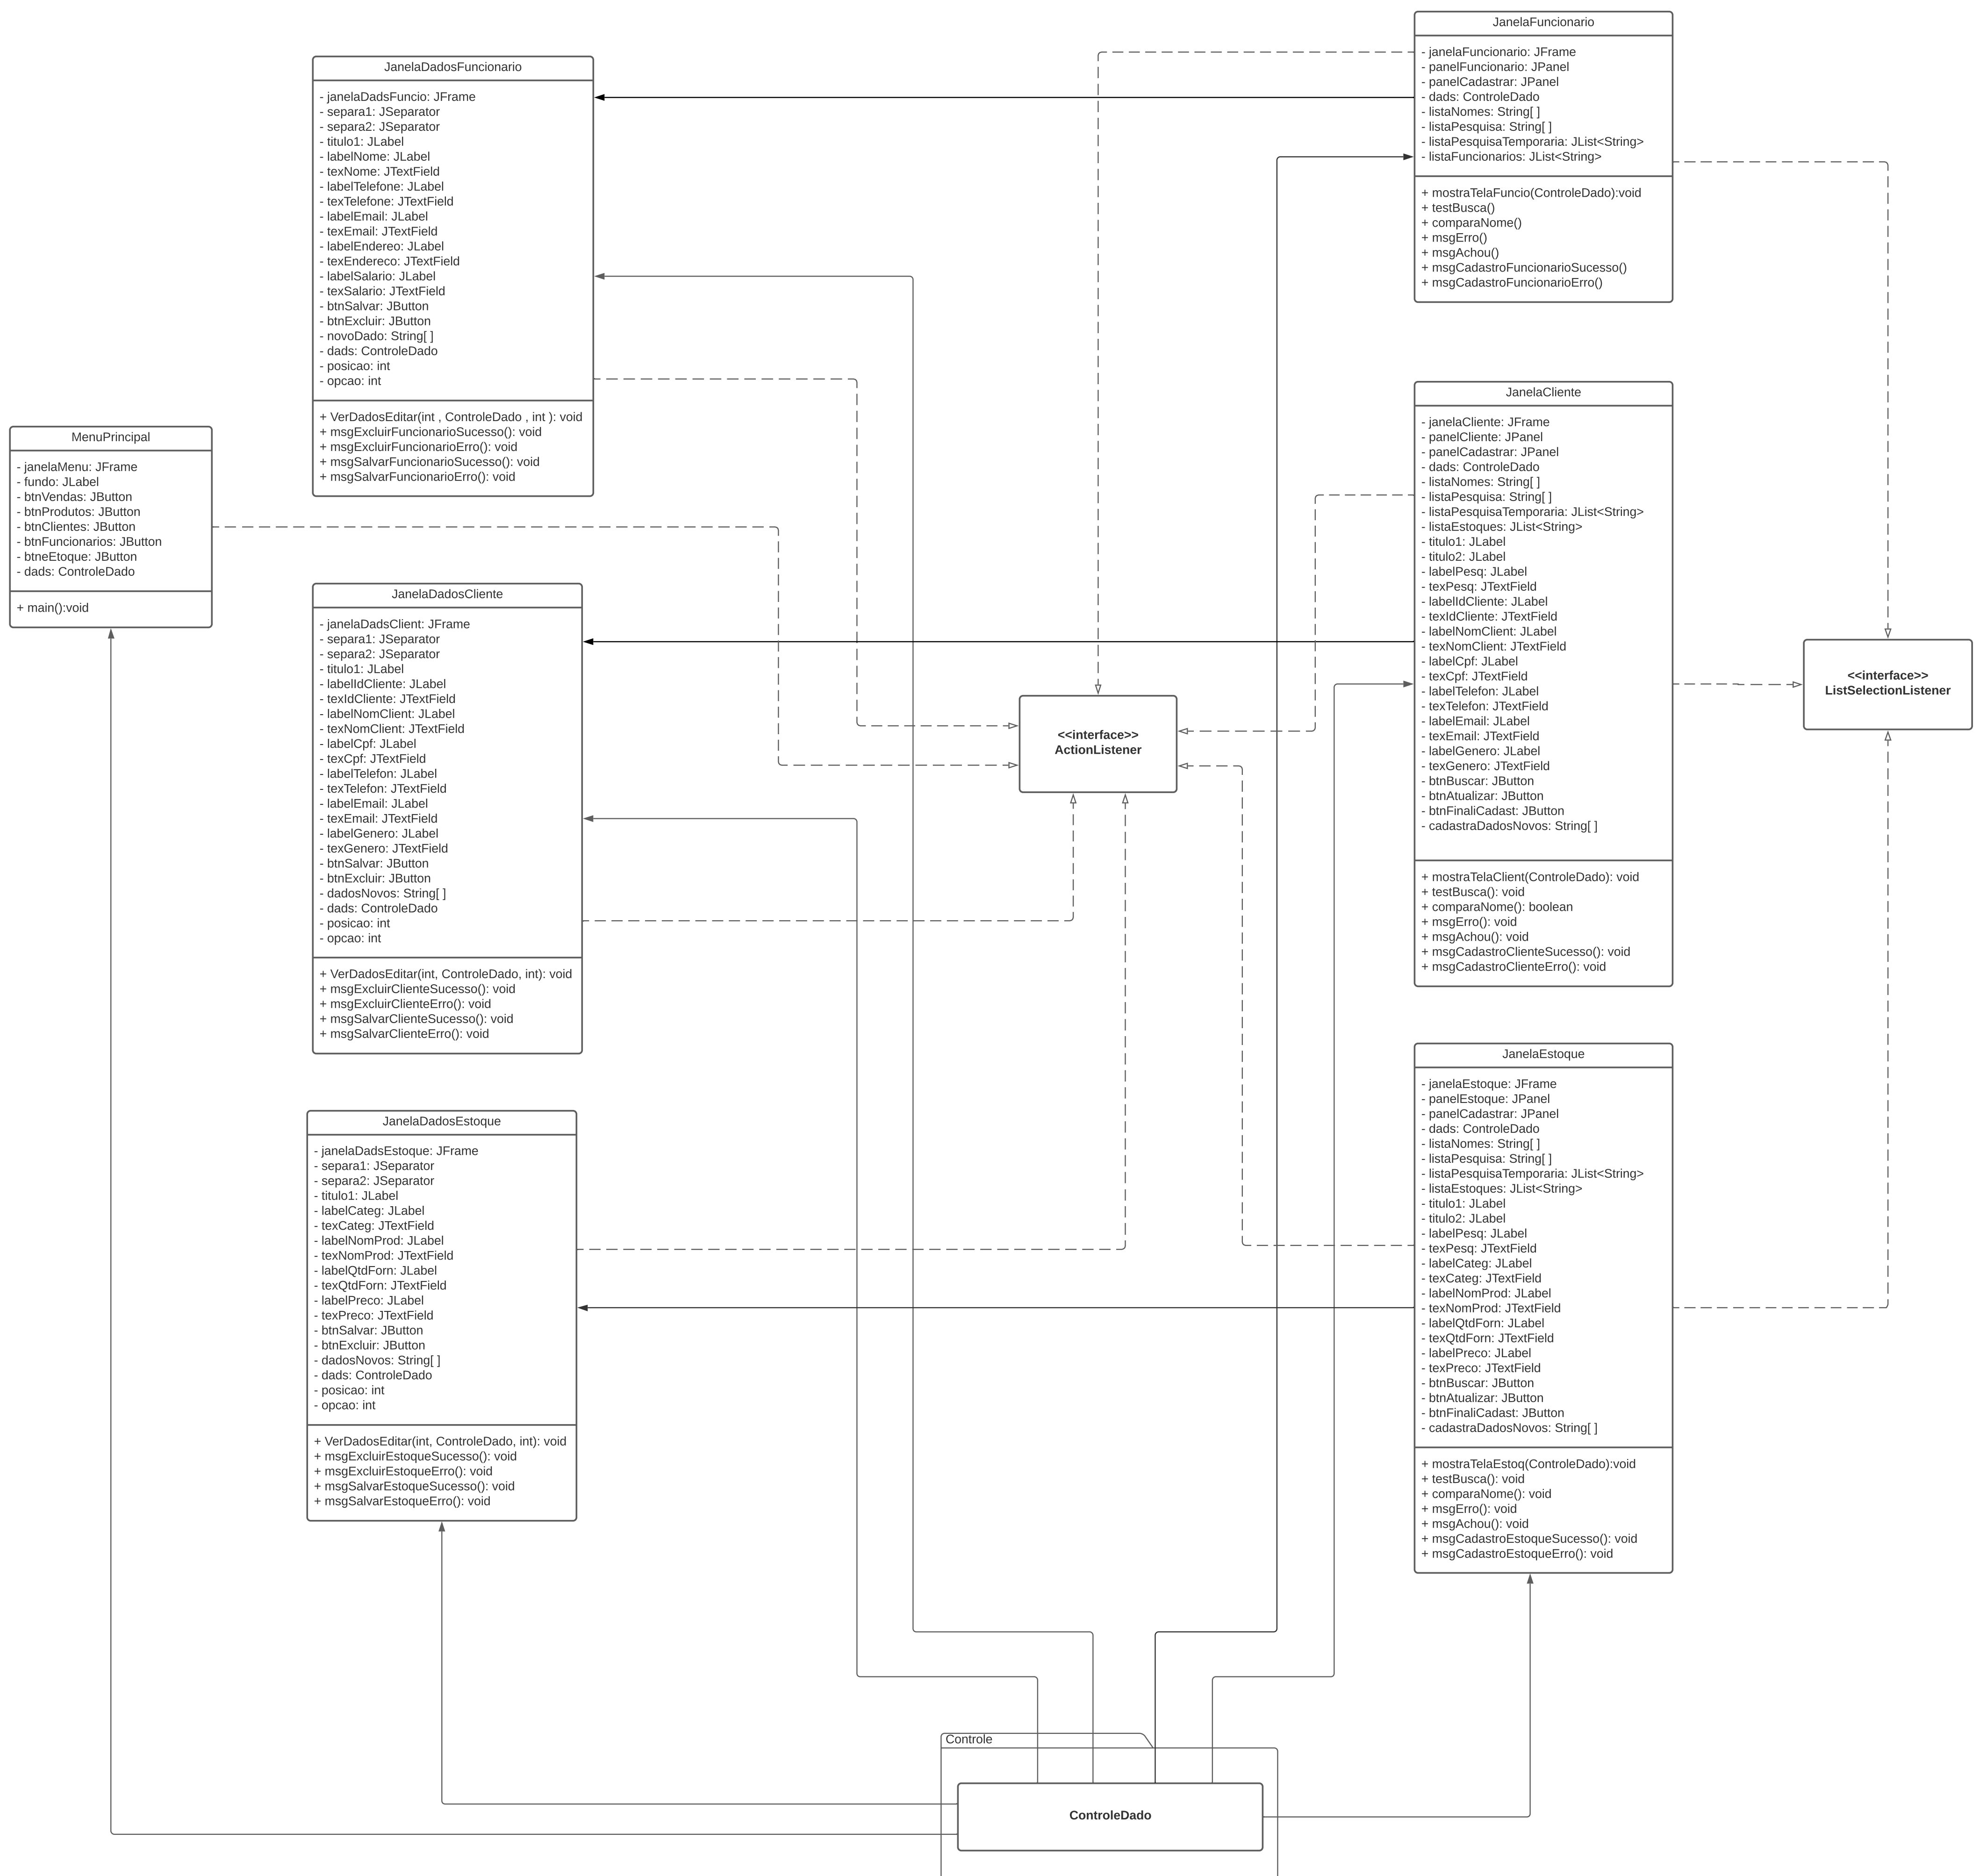 JanelaFuncionario
- janelaFuncionario: JFrame
- panelFuncionario: JPanel
- panelCadastrar: JPanel
- dads: ControleDado
- listaNomes: String[ ]
- listaPesquisa: String[ ]
- listaPesquisaTemporaria: JList<String>
- listaFuncionarios: JList<String>
+ mostraTelaFuncio(ControleDado):void
+ testBusca()
+ comparaNome()
+ msgErro()
+ msgAchou()
+ msgCadastroFuncionarioSucesso()
+ msgCadastroFuncionarioErro()
JanelaDadosFuncionario
- janelaDadsFuncio: JFrame
- separa1: JSeparator
- separa2: JSeparator
- titulo1: JLabel
- labelNome: JLabel
- texNome: JTextField
- labelTelefone: JLabel
- texTelefone: JTextField
- labelEmail: JLabel
- texEmail: JTextField
- labelEndereo: JLabel
- texEndereco: JTextField
- labelSalario: JLabel
- texSalario: JTextField
- btnSalvar: JButton
- btnExcluir: JButton
- novoDado: String[ ]
- dads: ControleDado
- posicao: int
- opcao: int
+ VerDadosEditar(int , ControleDado , int ): void
+ msgExcluirFuncionarioSucesso(): void
+ msgExcluirFuncionarioErro(): void
+ msgSalvarFuncionarioSucesso(): void
+ msgSalvarFuncionarioErro(): void
JanelaCliente
- janelaCliente: JFrame
- panelCliente: JPanel
- panelCadastrar: JPanel
- dads: ControleDado
- listaNomes: String[ ]
- listaPesquisa: String[ ]
- listaPesquisaTemporaria: JList<String>
- listaEstoques: JList<String>
- titulo1: JLabel
- titulo2: JLabel
- labelPesq: JLabel
- texPesq: JTextField
- labelIdCliente: JLabel
- texIdCliente: JTextField
- labelNomClient: JLabel
- texNomClient: JTextField
- labelCpf: JLabel
- texCpf: JTextField
- labelTelefon: JLabel
- texTelefon: JTextField
- labelEmail: JLabel
- texEmail: JTextField
- labelGenero: JLabel
- texGenero: JTextField
- btnBuscar: JButton
- btnAtualizar: JButton
- btnFinaliCadast: JButton
- cadastraDadosNovos: String[ ]
+ mostraTelaClient(ControleDado): void
+ testBusca(): void
+ comparaNome(): boolean
+ msgErro(): void
+ msgAchou(): void
+ msgCadastroClienteSucesso(): void
+ msgCadastroClienteErro(): void
MenuPrincipal
- janelaMenu: JFrame
- fundo: JLabel
- btnVendas: JButton
- btnProdutos: JButton
- btnClientes: JButton
- btnFuncionarios: JButton
- btneEtoque: JButton
- dads: ControleDado
+ main():void
JanelaDadosCliente
- janelaDadsClient: JFrame
- separa1: JSeparator
- separa2: JSeparator
- titulo1: JLabel
- labelIdCliente: JLabel
- texIdCliente: JTextField
- labelNomClient: JLabel
- texNomClient: JTextField
- labelCpf: JLabel
- texCpf: JTextField
- labelTelefon: JLabel
- texTelefon: JTextField
- labelEmail: JLabel
- texEmail: JTextField
- labelGenero: JLabel
- texGenero: JTextField
- btnSalvar: JButton
- btnExcluir: JButton
- dadosNovos: String[ ]
- dads: ControleDado
- posicao: int
- opcao: int
+ VerDadosEditar(int, ControleDado, int): void
+ msgExcluirClienteSucesso(): void
+ msgExcluirClienteErro(): void
+ msgSalvarClienteSucesso(): void
+ msgSalvarClienteErro(): void
<<interface>>
ListSelectionListener
<<interface>>
ActionListener
JanelaEstoque
- janelaEstoque: JFrame
- panelEstoque: JPanel
- panelCadastrar: JPanel
- dads: ControleDado
- listaNomes: String[ ]
- listaPesquisa: String[ ]
- listaPesquisaTemporaria: JList<String>
- listaEstoques: JList<String>
- titulo1: JLabel
- titulo2: JLabel
- labelPesq: JLabel
- texPesq: JTextField
- labelCateg: JLabel
- texCateg: JTextField
- labelNomProd: JLabel
- texNomProd: JTextField
- labelQtdForn: JLabel
- texQtdForn: JTextField
- labelPreco: JLabel
- texPreco: JTextField
- btnBuscar: JButton
- btnAtualizar: JButton
- btnFinaliCadast: JButton
- cadastraDadosNovos: String[ ]
+ mostraTelaEstoq(ControleDado):void
+ testBusca(): void
+ comparaNome(): void
+ msgErro(): void
+ msgAchou(): void
+ msgCadastroEstoqueSucesso(): void
+ msgCadastroEstoqueErro(): void
JanelaDadosEstoque
- janelaDadsEstoque: JFrame
- separa1: JSeparator
- separa2: JSeparator
- titulo1: JLabel
- labelCateg: JLabel
- texCateg: JTextField
- labelNomProd: JLabel
- texNomProd: JTextField
- labelQtdForn: JLabel
- texQtdForn: JTextField
- labelPreco: JLabel
- texPreco: JTextField
- btnSalvar: JButton
- btnExcluir: JButton
- dadosNovos: String[ ]
- dads: ControleDado
- posicao: int
- opcao: int
+ VerDadosEditar(int, ControleDado, int): void
+ msgExcluirEstoqueSucesso(): void
+ msgExcluirEstoqueErro(): void
+ msgSalvarEstoqueSucesso(): void
+ msgSalvarEstoqueErro(): void
Controle
ControleDado